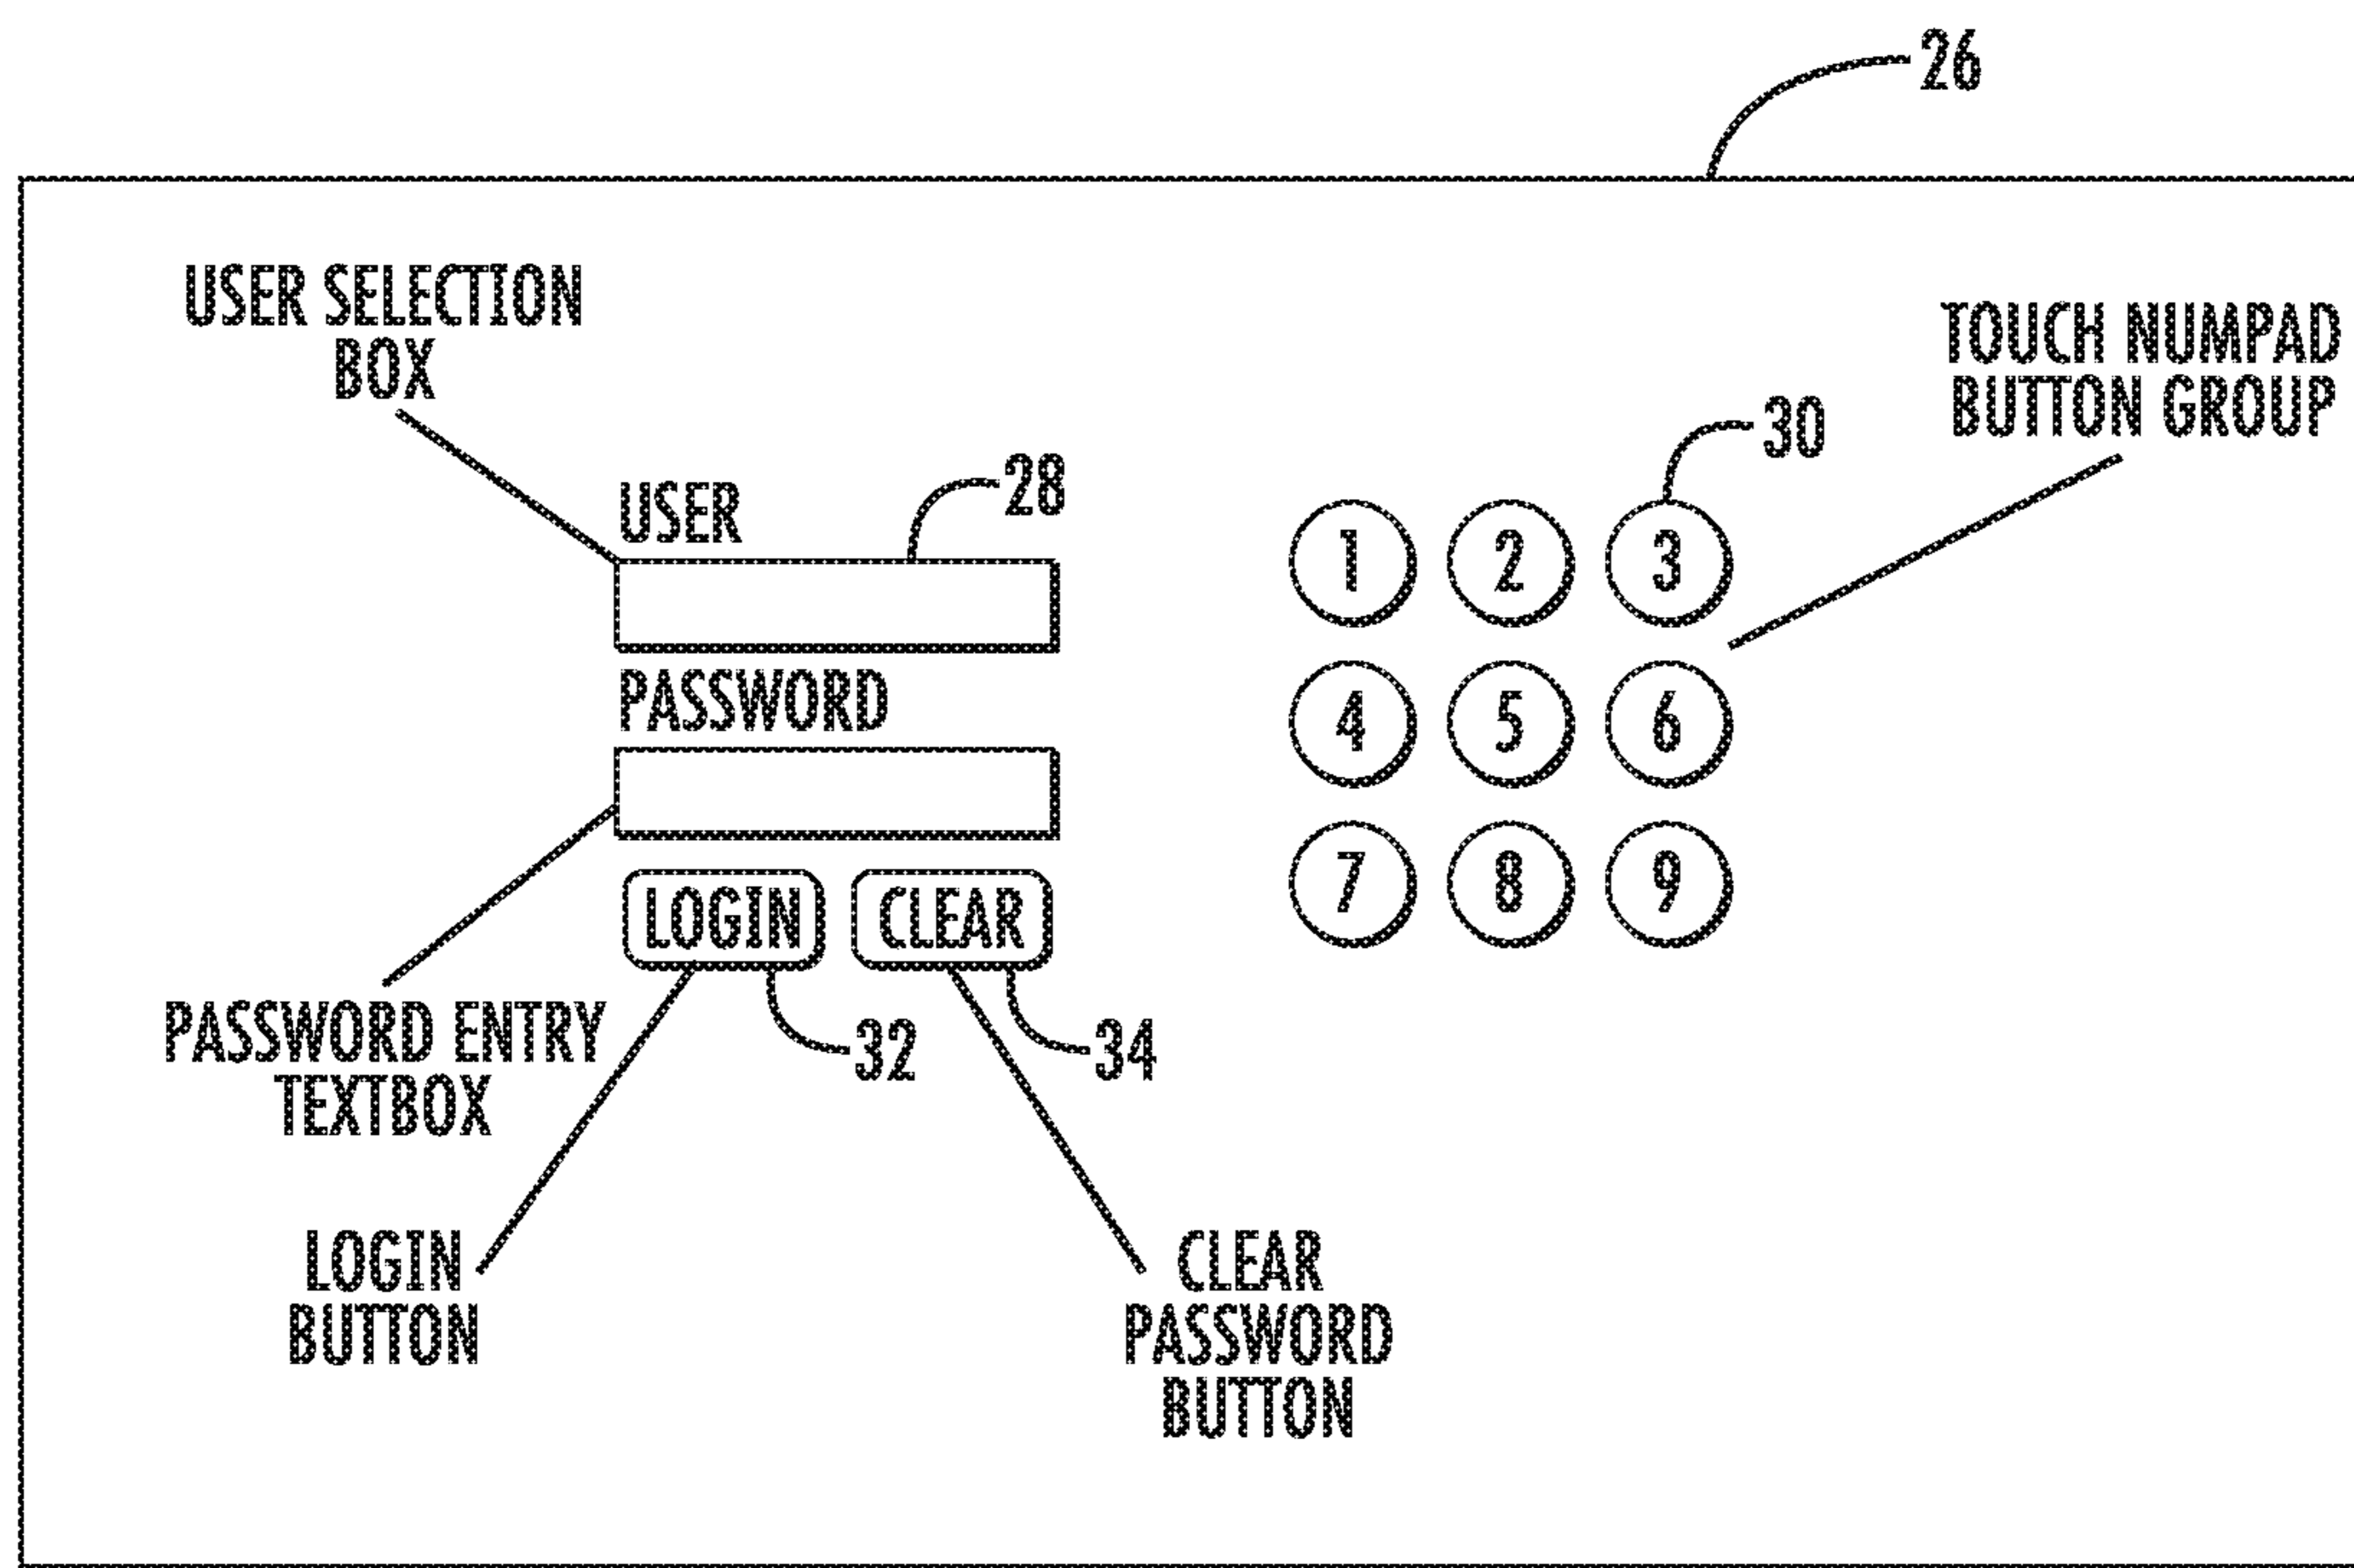 26
USER SELECTION
BOX
TOUCH NUMPAD
BUTTON GROUP
30
28
USER
1 2 3
PASSWORD
4 5 6
7 8 9
LOGIN CLEAR
PASSWORD ENTRY
TEXTBOX
32
34
LOGIN
BUTTON
CLEAR
PASSWORD
BUTTON